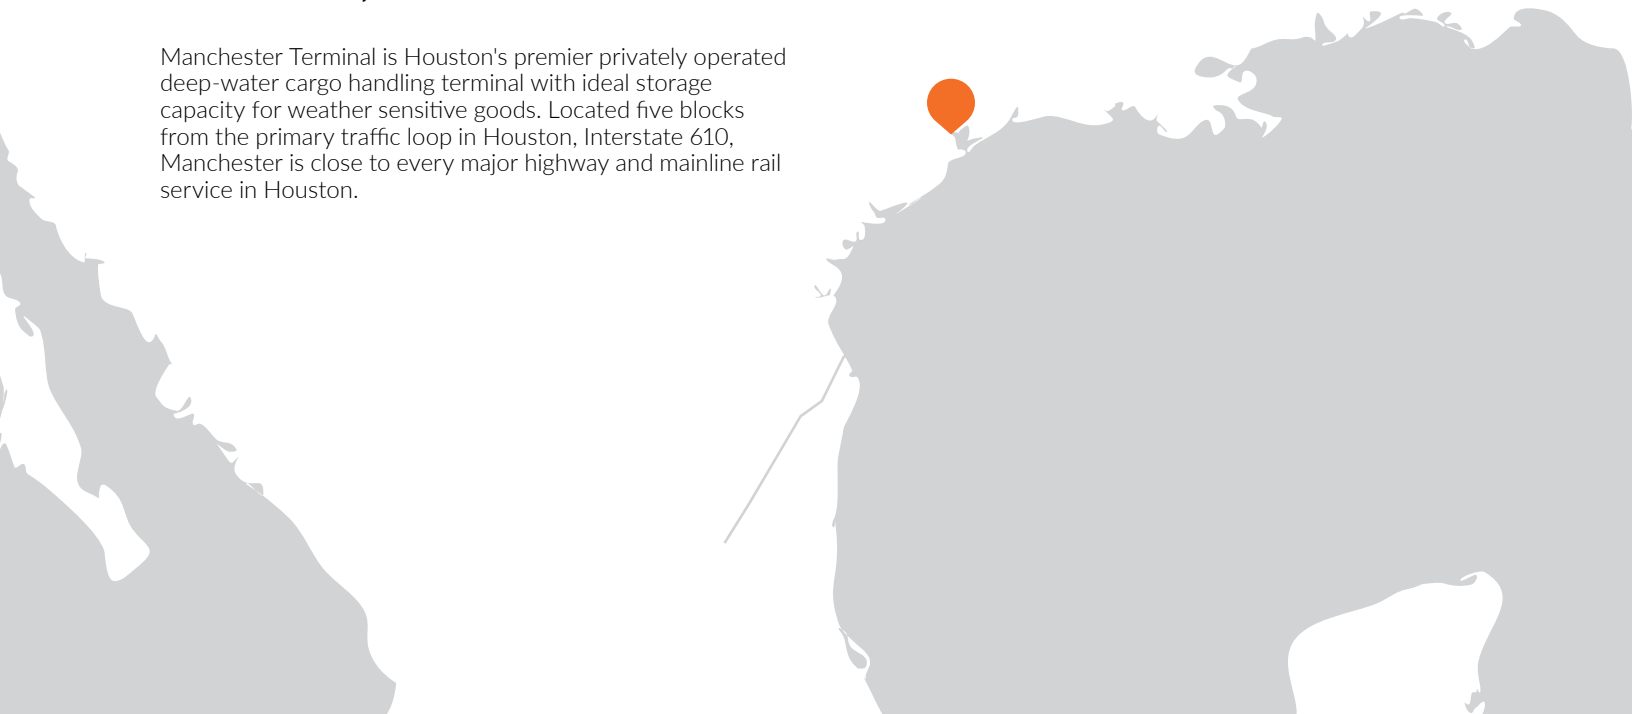 Manchester Terminal is Houston's premier privately operated
deep-water cargo handling terminal with ideal storage
capacity for weather sensitive goods. Located five blocks
from the primary traffic loop in Houston, Interstate 610,
Manchester is close to every major highway and mainline rail
service in Houston.